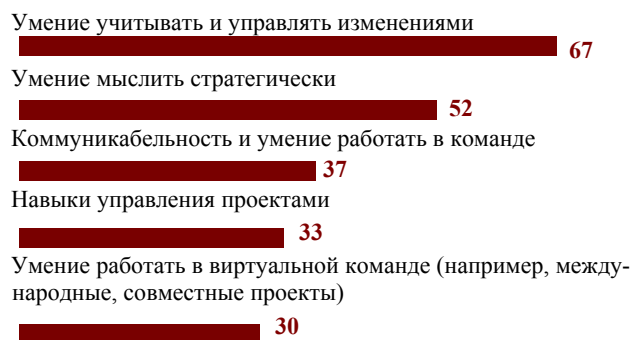 Умение учитывать и управлять изменениями
67
Умение мыслить стратегически
52
Коммуникабельность и умение работать в команде
37
Навыки управления проектами
33
Умение работать в виртуальной команде (например, между-
народные, совместные проекты)
30